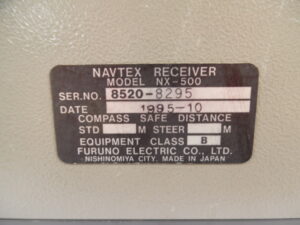 NAVTEX RECEIVER
MODEL NX-500
SER.NO. 8520-8295
DATE 1995-10
COMPASS SAFE DISTANCE
STD M STEER M
EQUIPMENT CLASS B
FURUNO ELECTRIC CO., LTD.
NISHINOMIYA CITY, MADE IN JAPAN